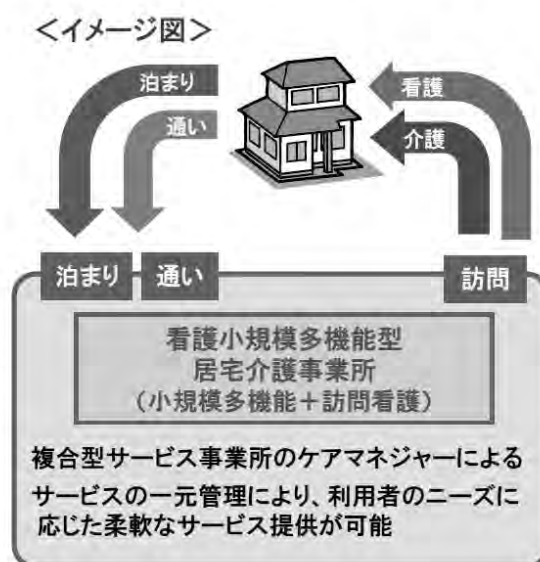 ＜イメージ図＞
泊まり
通い
看護
介護
泊まり
通い
訪問
看護小規模多機能型
居宅介護事業所
（小規模多機能＋訪問看護）
複合型サービス事業所のケアマネジャーによる
サービスの一元管理により、利用者のニーズに
応じた柔軟なサービス提供が可能